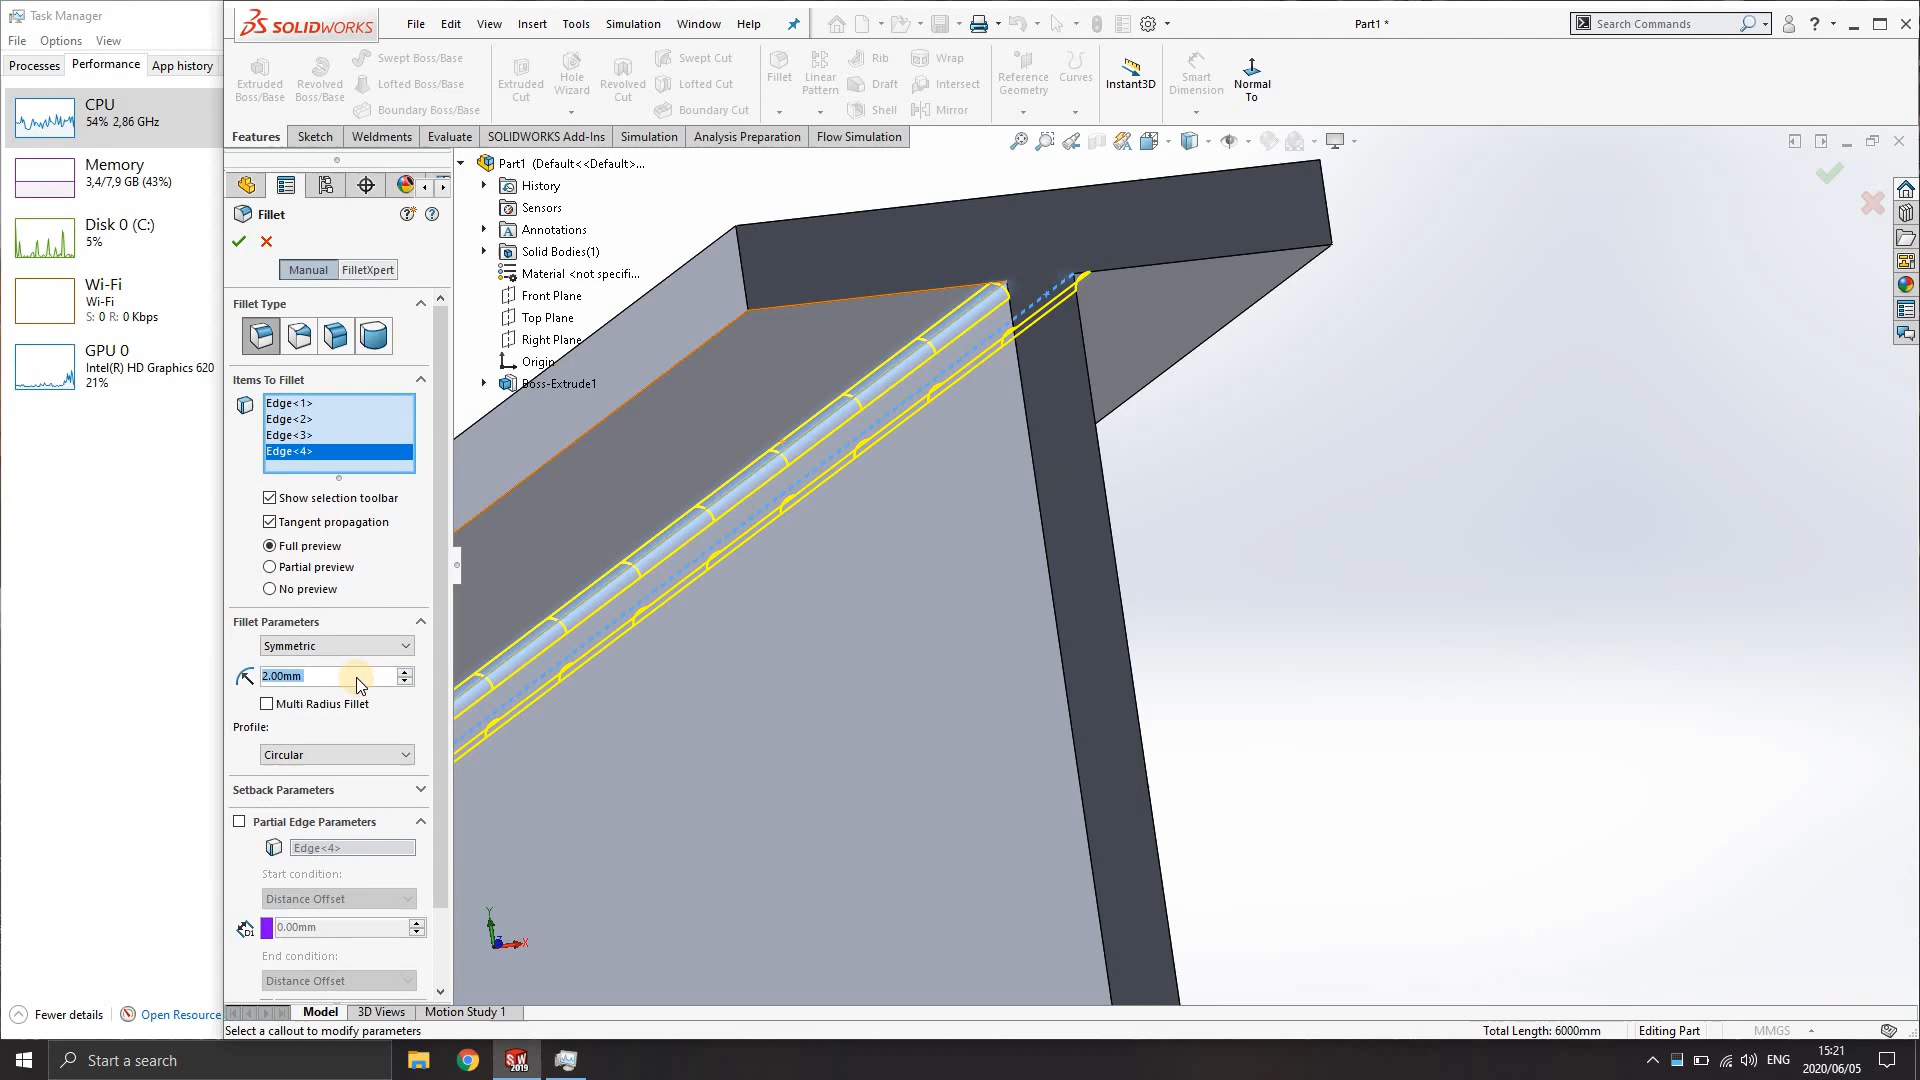 Task Manager
File Options View
Processes Performance App history
CPU
54% 2,86 GHz
Memory
3,4/7,9 GB (43%)
Disk 0 (C:)
5%
Wi-Fi
Wi-Fi
S: 0 R: 0 Kbps
GPU 0
Intel(R) HD Graphics 620
21%
Fewer details Open Resource
SOLIDWORKS File Edit View Insert Tools Simulation Window Help Part1 * Search Commands
Extruded Boss/Base
Revolved Boss/Base
Swept Boss/Base
Lofted Boss/Base
Boundary Boss/Base
Extruded Cut
Hole Wizard
Revolved Cut
Swept Cut
Lofted Cut
Boundary Cut
Fillet
Linear Pattern
Rib
Draft
Shell
Wrap
Intersect
Mirror
Reference Geometry
Curves
Instant3D
Smart Dimension
Normal To
Features Sketch Weldments Evaluate SOLIDWORKS Add-Ins Simulation Analysis Preparation Flow Simulation
Fillet
Manual FilletXpert
Fillet Type
Items To Fillet
Edge<1>
Edge<2>
Edge<3>
Edge<4>
Show selection toolbar
Tangent propagation
Full preview
Partial preview
No preview
Fillet Parameters
Symmetric
2.00mm
Multi Radius Fillet
Profile:
Circular
Setback Parameters
Partial Edge Parameters
Edge<4>
Start condition:
Distance Offset
D1 0.00mm
End condition:
Distance Offset
Part1 (Default<<Default>...
History
Sensors
Annotations
Solid Bodies(1)
Material <not specifi...
Front Plane
Top Plane
Right Plane
Origin
Boss-Extrude1
Y
X
Z
Model 3D Views Motion Study 1
Select a callout to modify parameters Total Length: 6000mm Editing Part MMGS
Start a search
SW
2019
ENG
15:21
2020/06/05